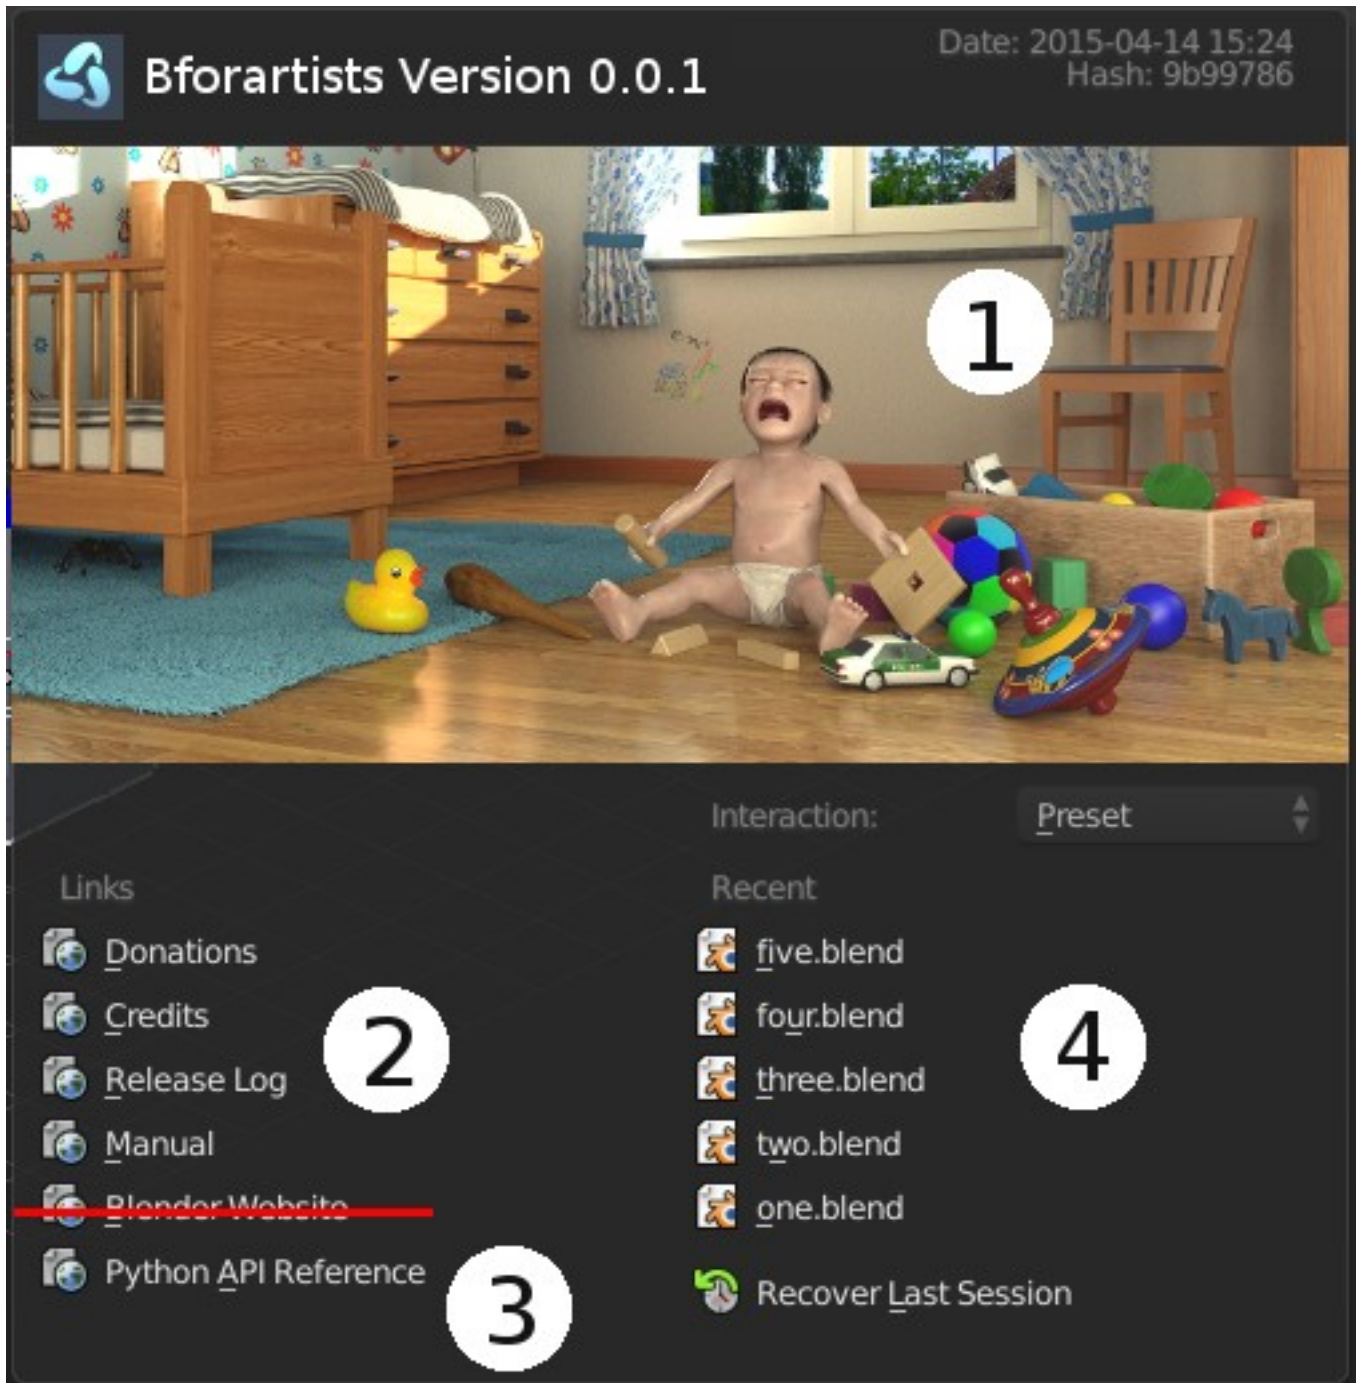 Bforartists Version 0.0.1
Date: 2015-04-14 15:24
Hash: 9b99786
1
Interaction:
Preset
Links
Donations
Credits
2
Release Log
Manual
Blender Website
Python API Reference
3
Recent
five.blend
four.blend
4
three.blend
two.blend
one.blend
Recover Last Session